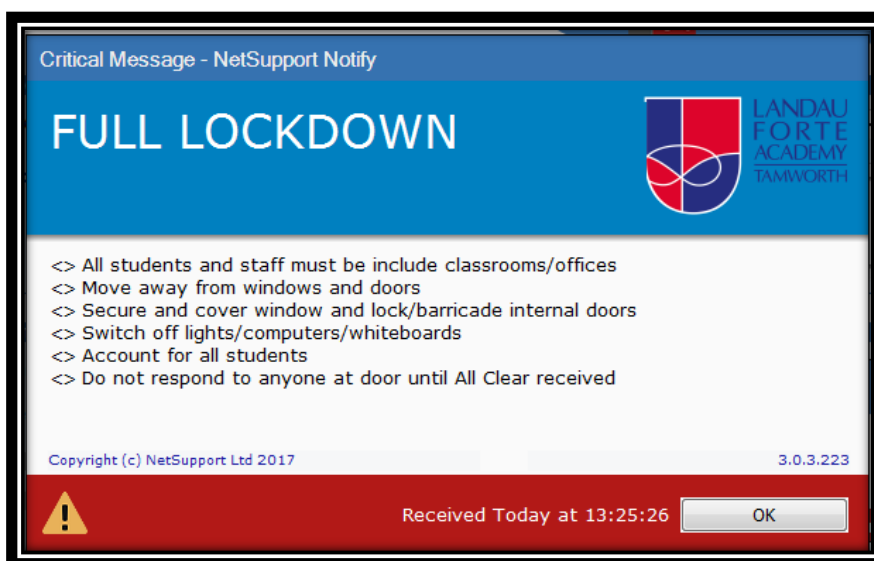 Critical Message - NetSupport Notify
FULL LOCKDOWN
LANDAU
FORTE
ACADEMY
TAMWORTH
<> All students and staff must be include classrooms/offices
<> Move away from windows and doors
<> Secure and cover window and lock/barricade internal doors
<> Switch off lights/computers/whiteboards
<> Account for all students
<> Do not respond to anyone at door until All Clear received
Copyright (c) NetSupport Ltd 2017 3.0.3.223
Received Today at 13:25:26 OK